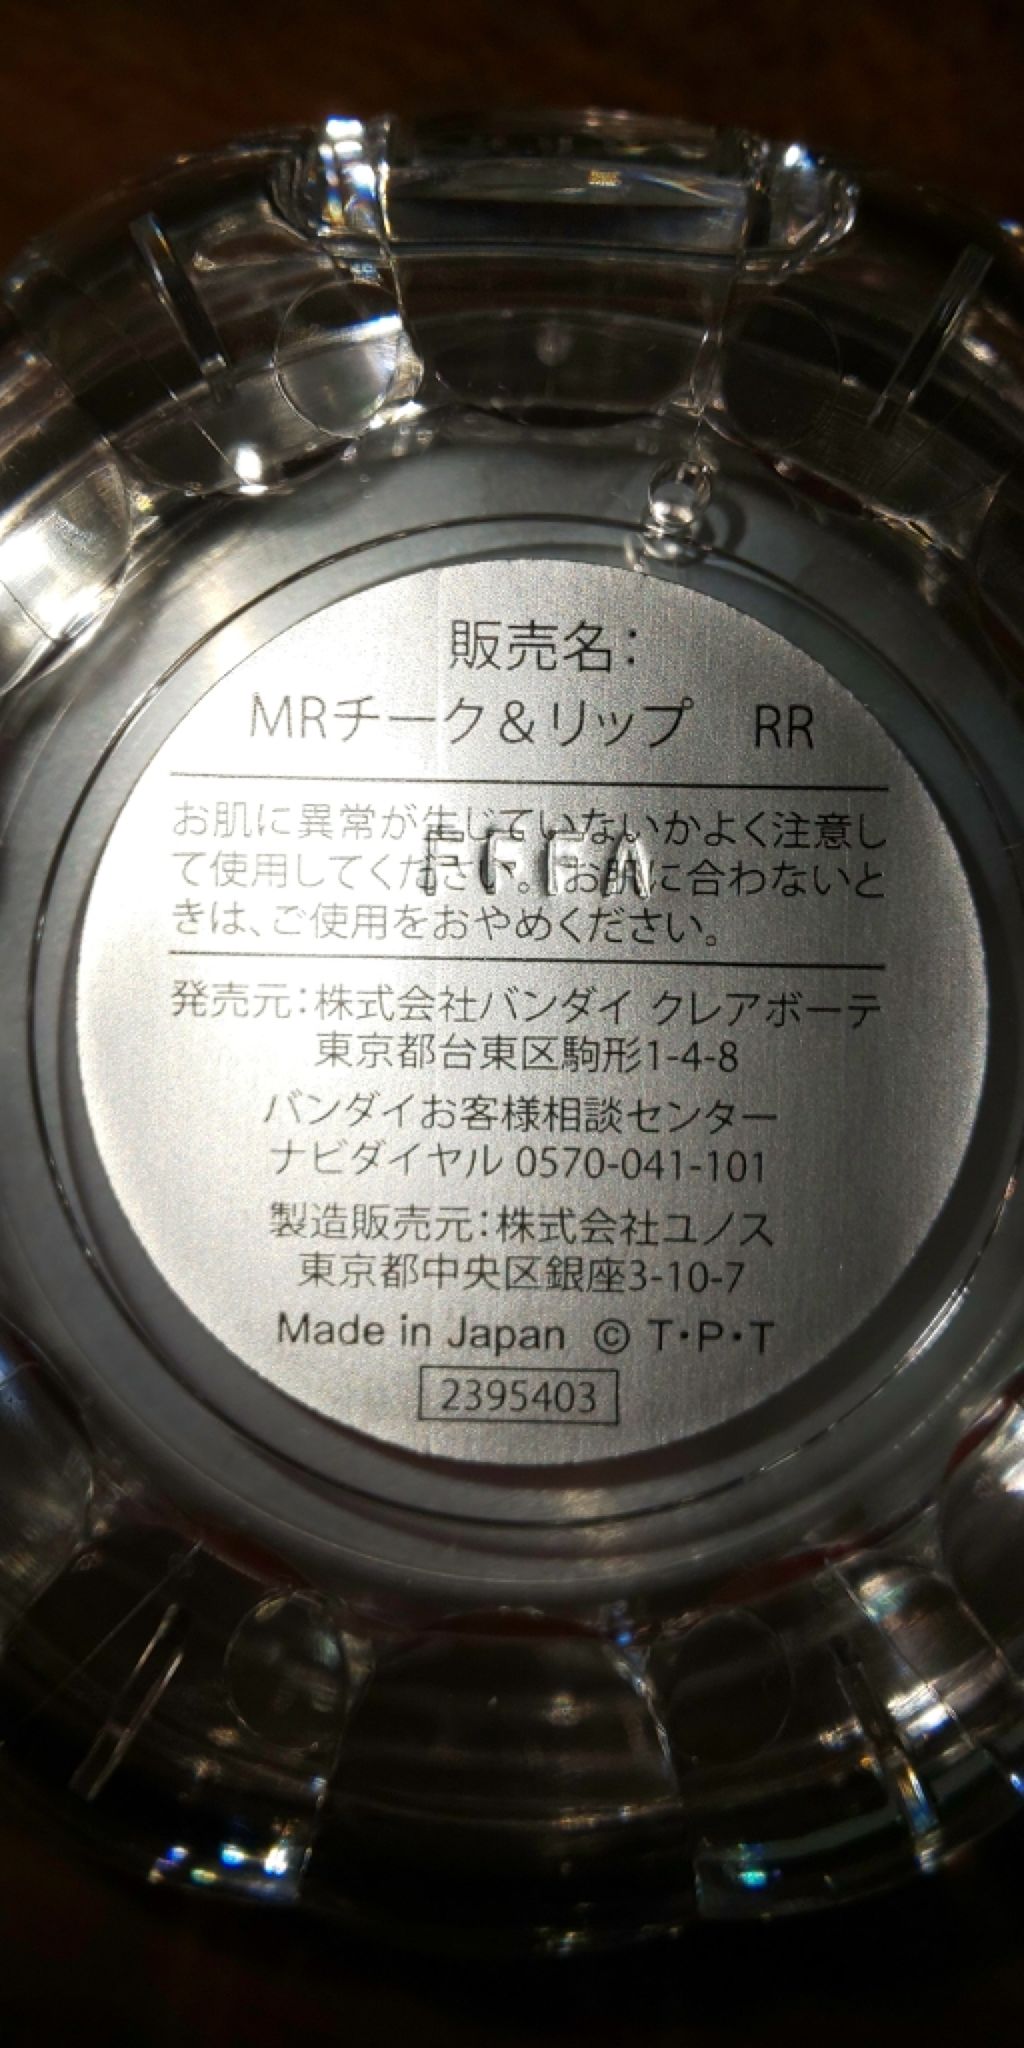 販売名：
MRチーク＆リップ　RR
お肌に異常が生じていないかよく注意し
て使用してください。お肌に合わないと
きは、ご使用をおやめください。
発売元：株式会社バンダイ クレアボーテ
東京都台東区駒形1-4-8
バンダイお客様相談センター
ナビダイヤル 0570-041-101
製造販売元：株式会社ユノス
東京都中央区銀座3-10-7
Made in Japan © T・P・T
2395403